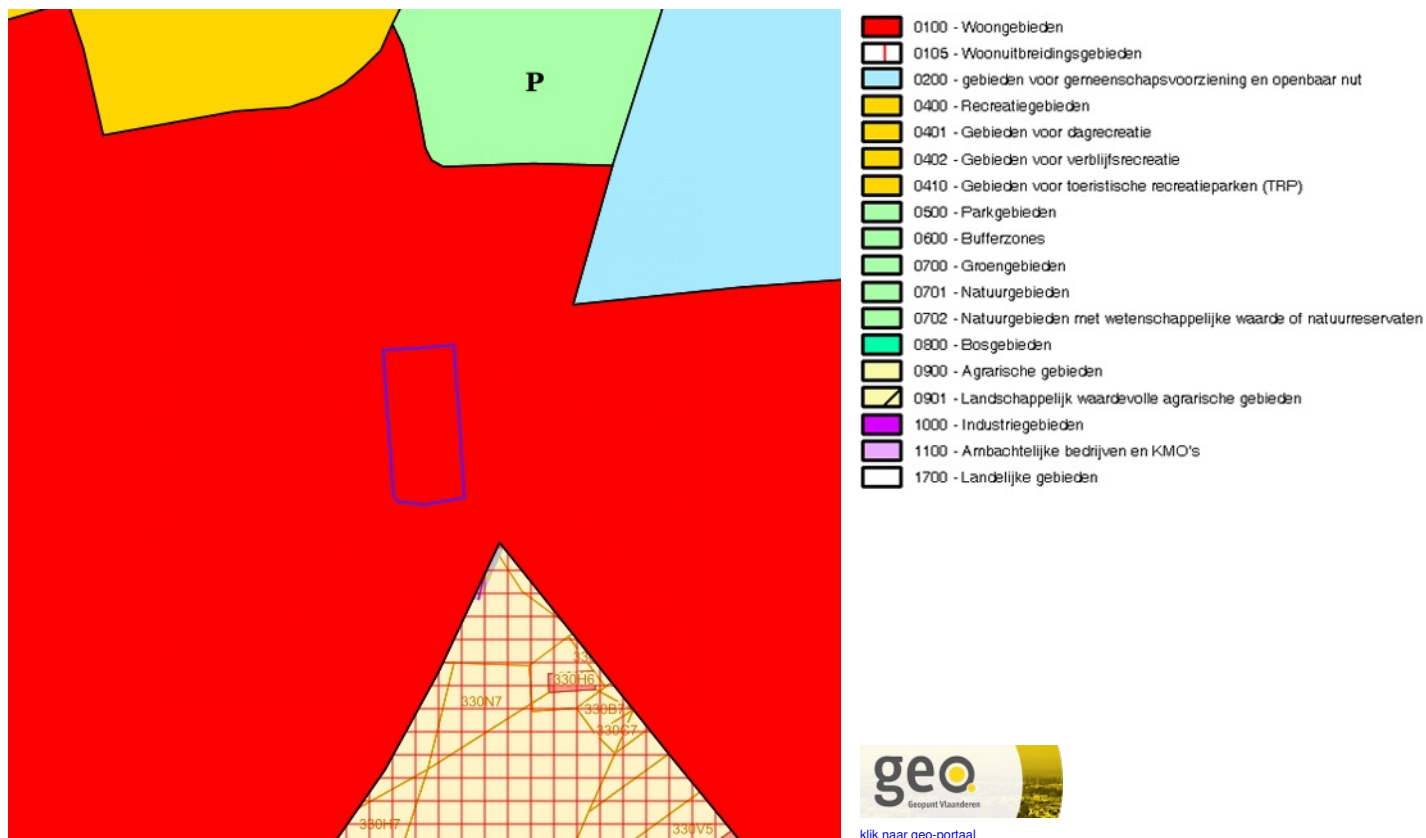 P
330H6
330N7
330B7
330C7
330H7
330V5
0100 - Woongebieden
0105 - Woonuitbreidingsgebieden
0200 - gebieden voor gemeenschapsvoorziening en openbaar nut
0400 - Recreatiegebieden
0401 - Gebieden voor dagrecreatie
0402 - Gebieden voor verblijfsrecreatie
0410 - Gebieden voor toeristische recreatieparken (TRP)
0500 - Parkgebieden
0600 - Bufferzones
0700 - Groengebieden
0701 - Natuurgebieden
0702 - Natuurgebieden met wetenschappelijke waarde of natuurreservaten
0800 - Bosgebieden
0900 - Agrarische gebieden
0901 - Landschappelijk waardevolle agrarische gebieden
1000 - Industriegebieden
1100 - Ambachtelijke bedrijven en KMO's
1700 - Landelijke gebieden
geo
Geopunt Vlaanderen
klik naar geo-portaal